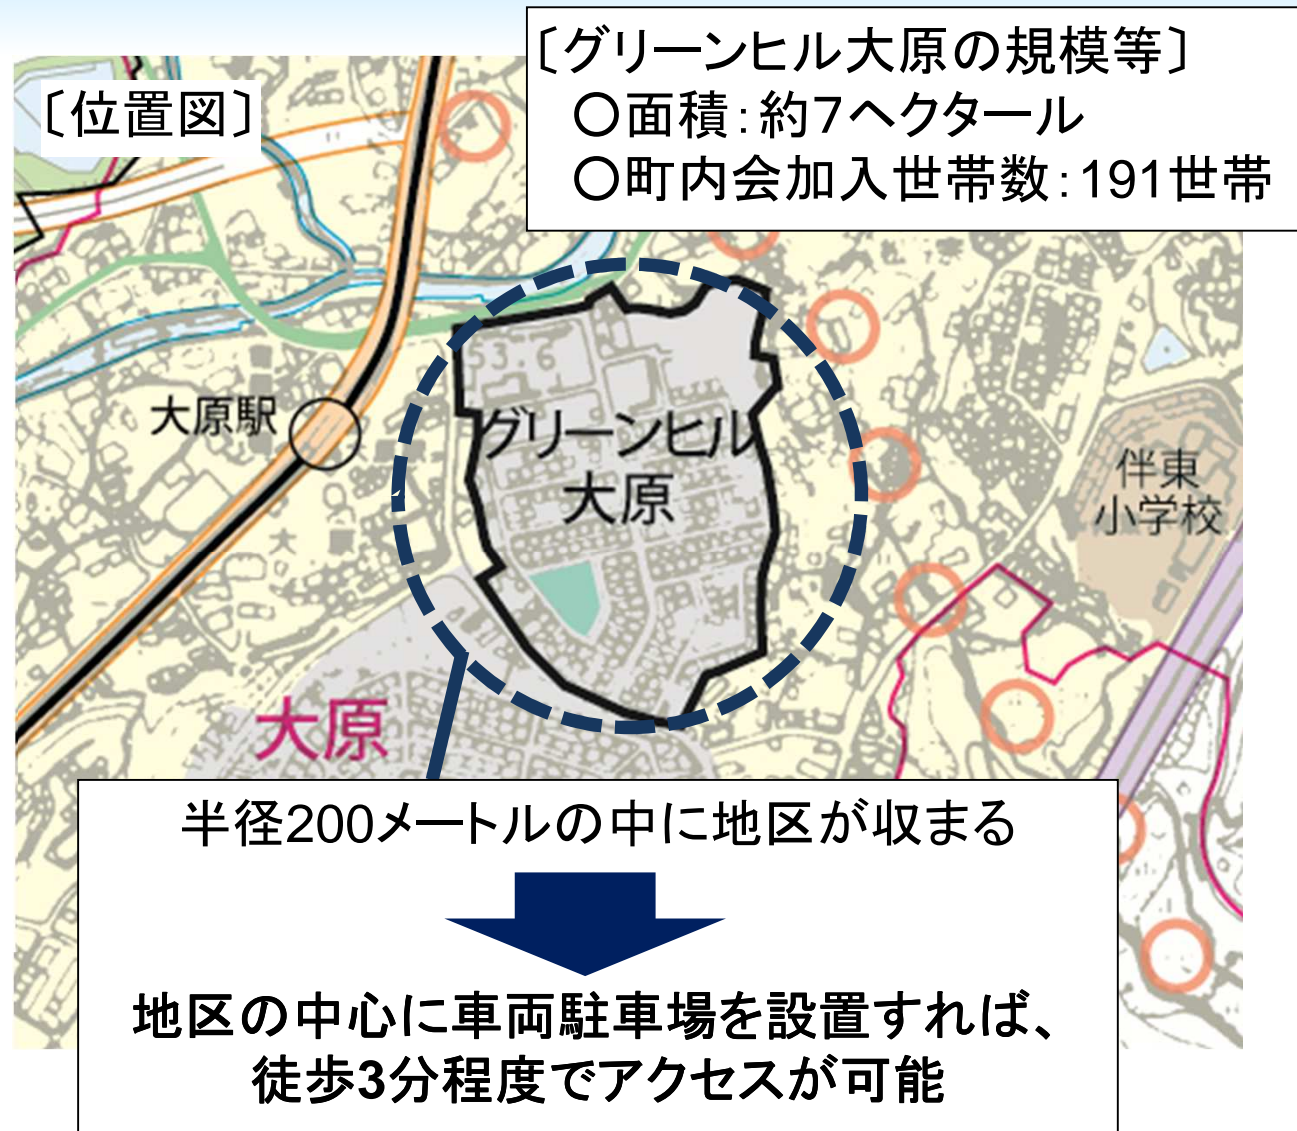 〔グリーンヒル大原の規模等〕
○面積：約7ヘクタール
○町内会加入世帯数：191世帯
〔位置図〕
53.6
大原駅
グリーンヒル
大原
伴東
小学校
大原
大原
半径200メートルの中に地区が収まる
地区の中心に車両駐車場を設置すれば、
徒歩3分程度でアクセスが可能